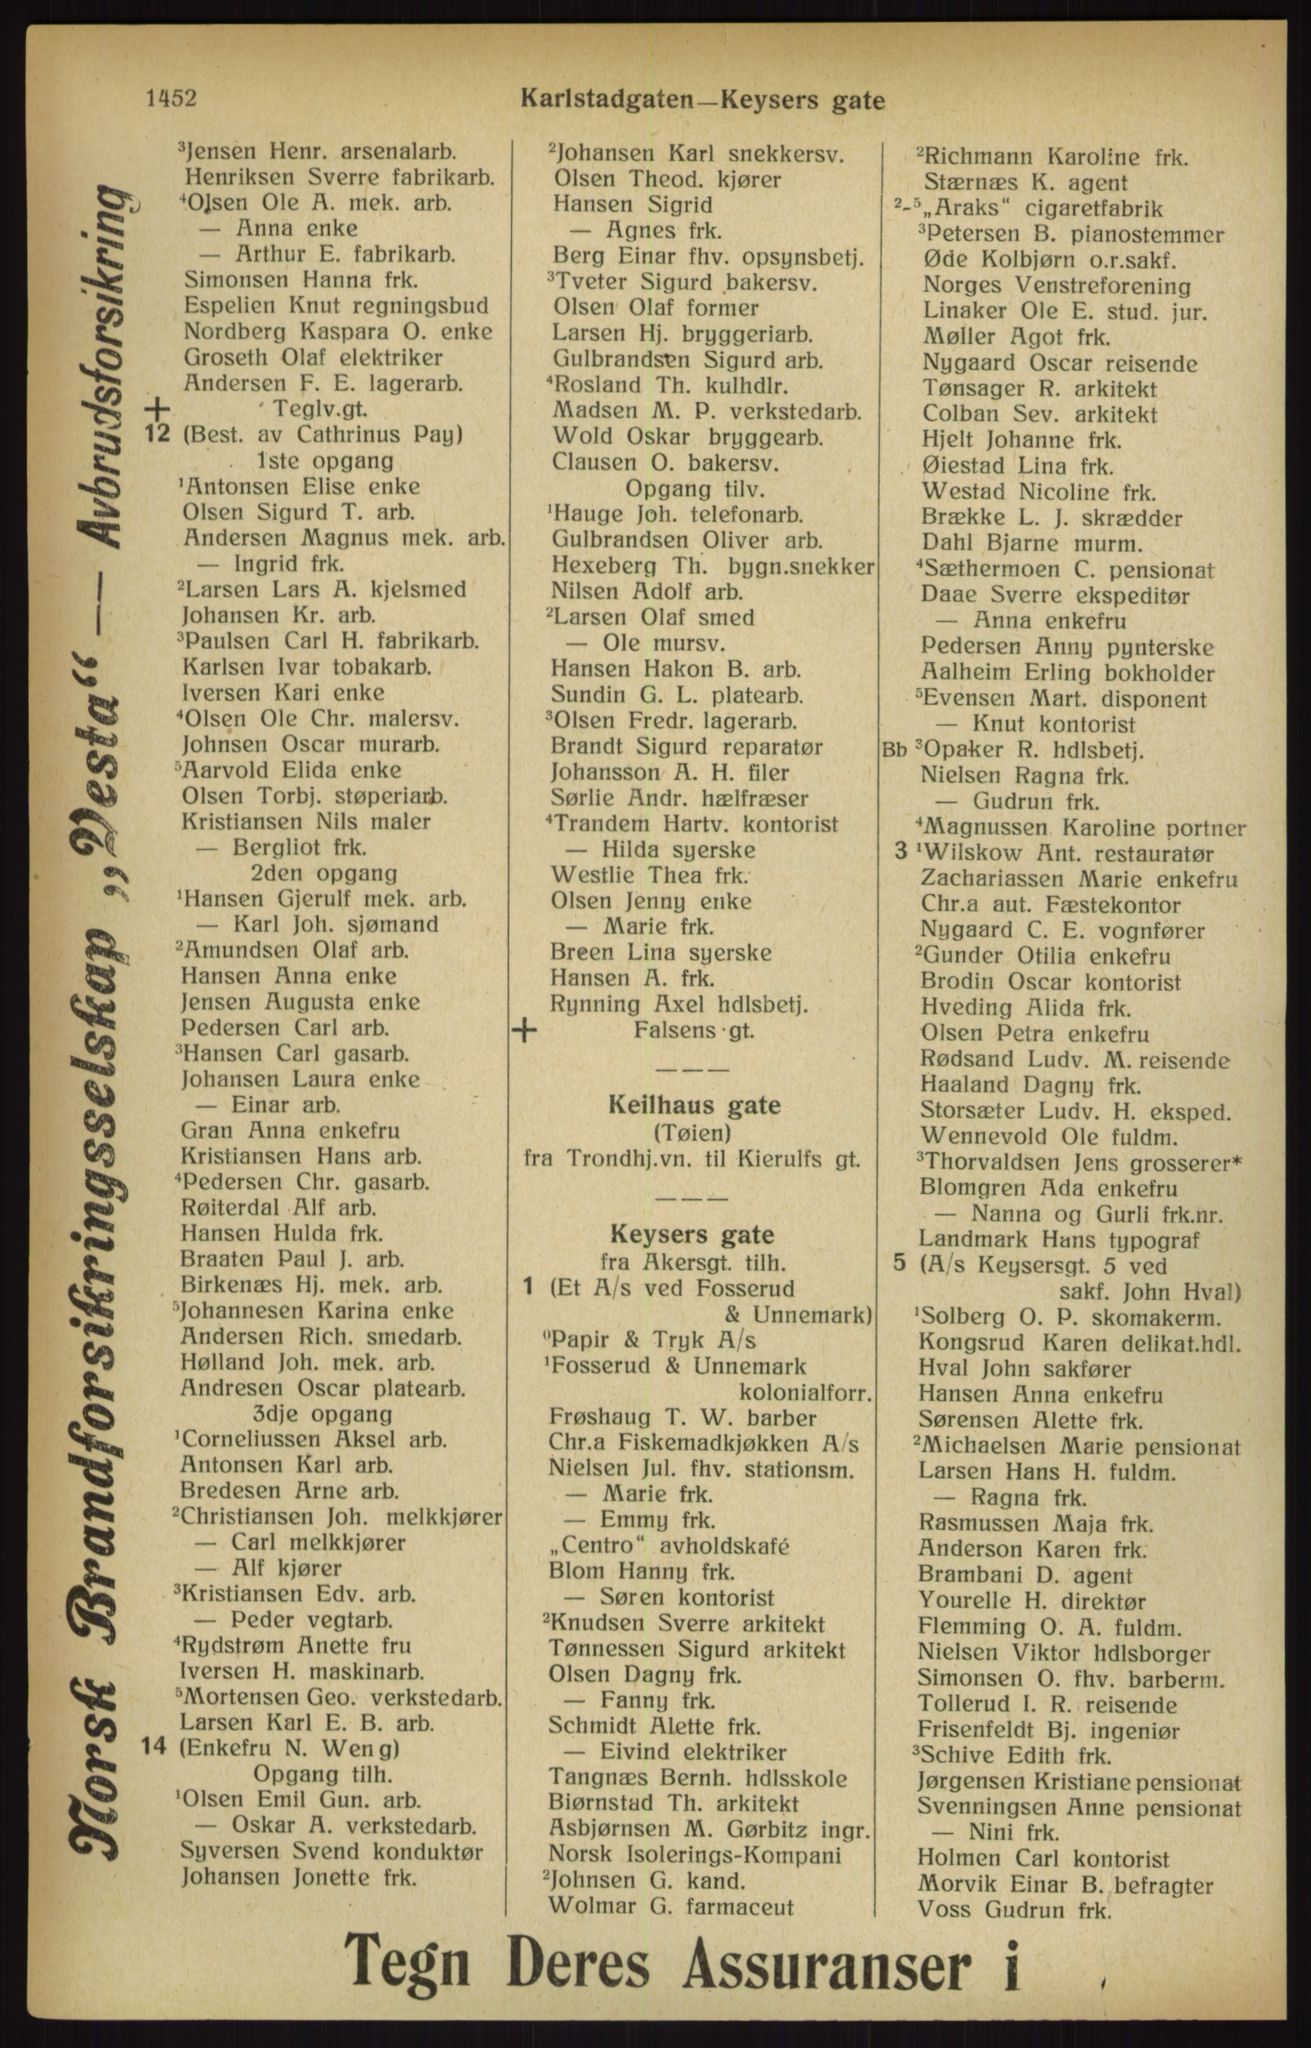 1452
Karlstadgaten—Keysers gate
Norsk Brandforsikringsselskap „Vesta“ — Avbrudsforsikring
³Jensen Henr. arsenalarb.
Henriksen Sverre fabrikarb.
⁴Olsen Ole A. mek. arb.
— Anna enke
— Arthur E. fabrikarb.
Simonsen Hanna frk.
Espelien Knut regningsbud
Nordberg Kaspara O. enke
Groseth Olaf elektriker
Andersen F. E. lagerarb.
+ Teglv.gt.
12 (Best. av Cathrinus Pay)
1ste opgang
¹Antonsen Elise enke
Olsen Sigurd T. arb.
Andersen Magnus mek. arb.
— Ingrid frk.
²Larsen Lars A. kjelsmed
Johansen Kr. arb.
³Paulsen Carl H. fabrikarb.
Karlsen Ivar tobakarb.
Iversen Kari enke
⁴Olsen Ole Chr. malersv.
Johnsen Oscar murarb.
⁵Aarvold Elida enke
Olsen Torbj. støperiarb.
Kristiansen Nils maler
— Bergliot frk.
2den opgang
¹Hansen Gjerulf mek. arb.
— Karl Joh. sjømand
²Amundsen Olaf arb.
Hansen Anna enke
Jensen Augusta enke
Pedersen Carl arb.
³Hansen Carl gasarb.
Johansen Laura enke
— Einar arb.
Gran Anna enkefru
Kristiansen Hans arb.
⁴Pedersen Chr. gasarb.
Røiterdal Alf arb.
Hansen Hulda frk.
Braaten Paul J. arb.
Birkenæs Hj. mek. arb.
⁵Johannesen Karina enke
Andersen Rich. smedarb.
Hølland Joh. mek. arb.
Andresen Oscar platearb.
3dje opgang
¹Corneliussen Aksel arb.
Antonsen Karl arb.
Bredesen Arne arb.
²Christiansen Joh. melkkjører
— Carl melkkjører
— Alf kjører
³Kristiansen Edv. arb.
— Peder vegtarb.
⁴Rydstrøm Anette fru
Iversen H. maskinarb.
⁵Mortensen Geo. verkstedarb.
Larsen Karl E. B. arb.
14 (Enkefru N. Weng)
Opgang tilh.
¹Olsen Emil Gun. arb.
— Oskar A. verkstedarb.
Syversen Svend konduktør
Johansen Jonette frk.
²Johansen Karl snekkersv.
Olsen Theod. kjører
Hansen Sigrid
— Agnes frk.
Berg Einar fhv. opsynsbetj.
³Tveter Sigurd bakersv.
Olsen Olaf former
Larsen Hj. bryggeriarb.
Gulbrandsen Sigurd arb.
⁴Rosland Th. kulhdlr.
Madsen M. P. verkstedarb.
Wold Oskar bryggearb.
Clausen O. bakersv.
Opgang tilv.
¹Hauge Joh. telefonarb.
Gulbrandsen Oliver arb.
Hexeberg Th. bygn.snekker
Nilsen Adolf arb.
²Larsen Olaf smed
— Ole mursv.
Hansen Hakon B. arb.
Sundin G. L. platearb.
³Olsen Fredr. lagerarb.
Brandt Sigurd reparatør
Johansson A. H. filer
Sørlie Andr. hælfræser
⁴Trandem Hartv. kontorist
— Hilda syerske
Westlie Thea frk.
Olsen Jenny enke
— Marie frk.
Breen Lina syerske
Hansen A. frk.
Rynning Axel hdlsbetj.
+ Falsens gt.
— — —
Keilhaus gate
(Tøien)
fra Trondhj.vn. til Kierulfs gt.
— — —
Keysers gate
fra Akersgt. tilh.
1 (Et A/s ved Fosserud
& Unnemark)
⁰Papir & Tryk A/s
¹Fosserud & Unnemark
kolonialforr.
Frøshaug T. W. barber
Chr.a Fiskemadkjøkken A/s
Nielsen Jul. fhv. stationsm.
— Marie frk.
— Emmy frk.
„Centro“ avholdskafé
Blom Hanny frk.
— Søren kontorist
²Knudsen Sverre arkitekt
Tønnessen Sigurd arkitekt
Olsen Dagny frk.
— Fanny frk.
Schmidt Alette frk.
— Eivind elektriker
Tangnæs Bernh. hdlsskole
Biørnstad Th. arkitekt
Asbjørnsen M. Gørbitz ingr.
Norsk Isolerings-Kompani
²Johnsen G. kand.
Wolmar G. farmaceut
²Richmann Karoline frk.
Stærnæs K. agent
²-⁵„Araks“ cigaretfabrik
³Petersen B. pianostemmer
Øde Kolbjørn o.r.sakf.
Norges Venstreforening
Linaker Ole E. stud. jur.
Møller Agot frk.
Nygaard Oscar reisende
Tønsager R. arkitekt
Colban Sev. arkitekt
Hjelt Johanne frk.
Øiestad Lina frk.
Westad Nicoline frk.
Brække L. J. skrædder
Dahl Bjarne murm.
⁴Sæthermoen C. pensionat
Daae Sverre ekspeditør
— Anna enkefru
Pedersen Anny pynterske
Aalheim Erling bokholder
⁵Evensen Mart. disponent
— Knut kontorist
Bb ³Opaker R. hdlsbetj.
Nielsen Ragna frk.
— Gudrun frk.
⁴Magnussen Karoline portner
3 ¹Wilskow Ant. restauratør
Zachariassen Marie enkefru
Chr.a aut. Fæstekontor
Nygaard C. E. vognfører
²Gunder Otilia enkefru
Brodin Oscar kontorist
Hveding Alida frk.
Olsen Petra enkefru
Rødsand Ludv. M. reisende
Haaland Dagny frk.
Storsæter Ludv. H. eksped.
Wennevold Ole fuldm.
³Thorvaldsen Jens grosserer*
Blomgren Ada enkefru
— Nanna og Gurli frk.nr.
Landmark Hans typograf
5 (A/s Keysersgt. 5 ved
sakf. John Hval)
¹Solberg O. P. skomakerm.
Kongsrud Karen delikat.hdl.
Hval John sakfører
Hansen Anna enkefru
Sørensen Alette frk.
²Michaelsen Marie pensionat
Larsen Hans H. fuldm.
— Ragna frk.
Rasmussen Maja frk.
Anderson Karen frk.
Brambani D. agent
Yourelle H. direktør
Flemming O. A. fuldm.
Nielsen Viktor hdlsborger
Simonsen O. fhv. barberm.
Tollerud I. R. reisende
Frisenfeldt Bj. ingeniør
³Schive Edith frk.
Jørgensen Kristiane pensionat
Svenningsen Anne pensionat
— Nini frk.
Holmen Carl kontorist
Morvik Einar B. befragter
Voss Gudrun frk.
Tegn Deres Assuranser i